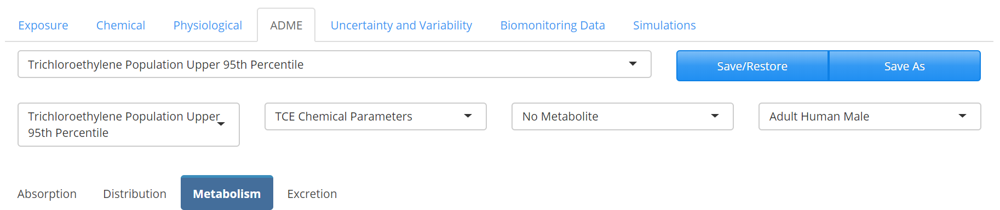 Exposure Chemical Physiological ADME Uncertainty and Variability Biomonitoring Data Simulations
Trichloroethylene Population Upper 95th Percentile Save/Restore Save As
Trichloroethylene Population Upper
95th Percentile
TCE Chemical Parameters
No Metabolite
Adult Human Male
Absorption Distribution Metabolism Excretion